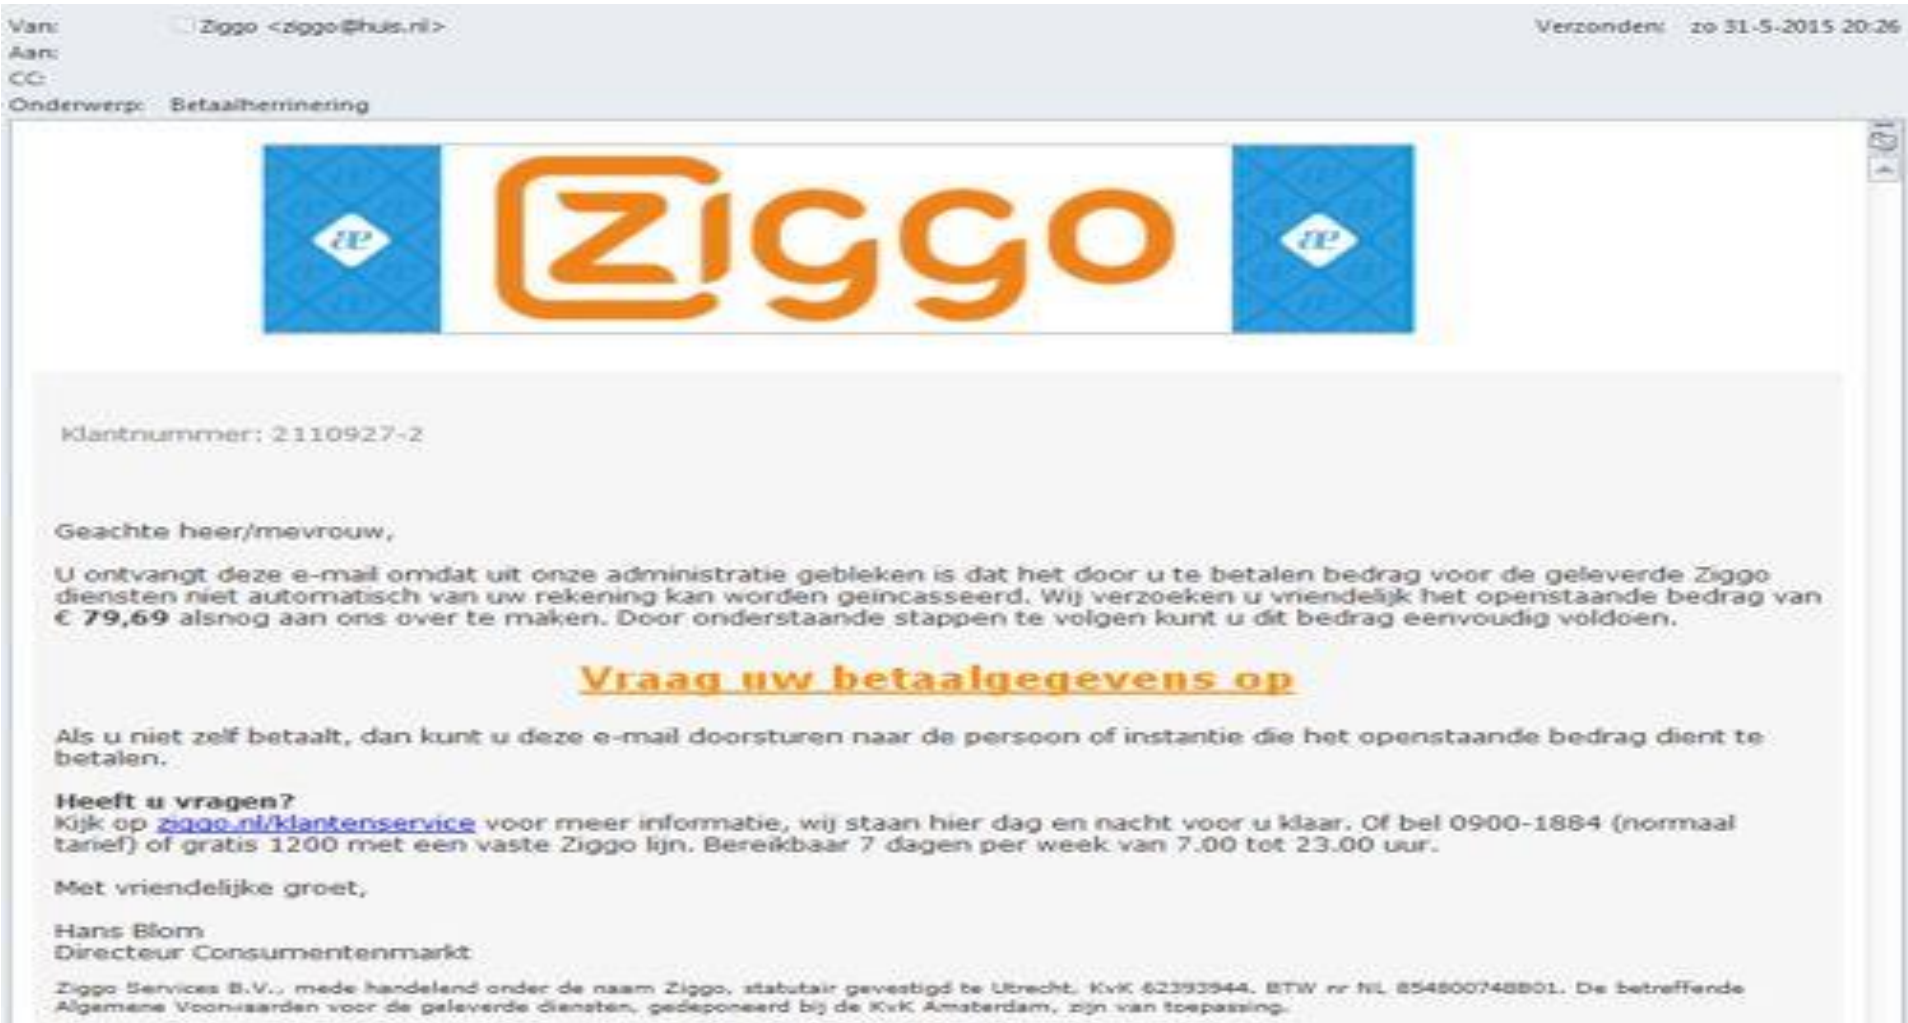 Van: Ziggo <ziggo@huis.nl> Verzonden: zo 31-5-2015 20:26
Aan:
CC:
Onderwerp: Betaalherrinering
æ ziggo æ
Klantnummer: 2110927-2
Geachte heer/mevrouw,
U ontvangt deze e-mail omdat uit onze administratie gebleken is dat het door u te betalen bedrag voor de geleverde Ziggo
diensten niet automatisch van uw rekening kan worden geincasseerd. Wij verzoeken u vriendelijk het openstaande bedrag van
€ 79,69 alsnog aan ons over te maken. Door onderstaande stappen te volgen kunt u dit bedrag eenvoudig voldoen.
Vraag uw betaalgegevens op
Als u niet zelf betaalt, dan kunt u deze e-mail doorsturen naar de persoon of instantie die het openstaande bedrag dient te
betalen.
Heeft u vragen?
Kijk op ziggo.nl/klantenservice voor meer informatie, wij staan hier dag en nacht voor u klaar. Of bel 0900-1884 (normaal
tarief) of gratis 1200 met een vaste Ziggo lijn. Bereikbaar 7 dagen per week van 7.00 tot 23.00 uur.
Met vriendelijke groet,
Hans Blom
Directeur Consumentenmarkt
Ziggo Services B.V., mede handelend onder de naam Ziggo, statutair gevestigd te Utrecht, KvK 62393944. BTW nr NL 854800748B01. De betreffende
Algemene Voorwaarden voor de geleverde diensten, gedeponeerd bij de KvK Amsterdam, zijn van toepassing.